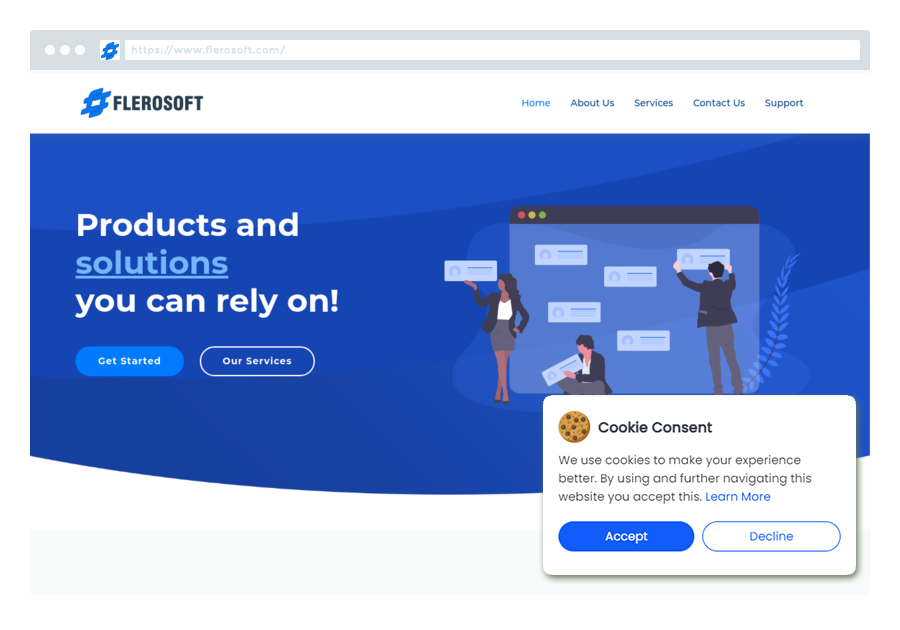 https://www.flerosoft.com/
FLEROSOFT
Home About Us Services Contact Us Support
Products and
solutions
you can rely on!
Get Started Our Services
Cookie Consent
We use cookies to make your experience
better. By using and further navigating this
website you accept this. Learn More
Accept Decline